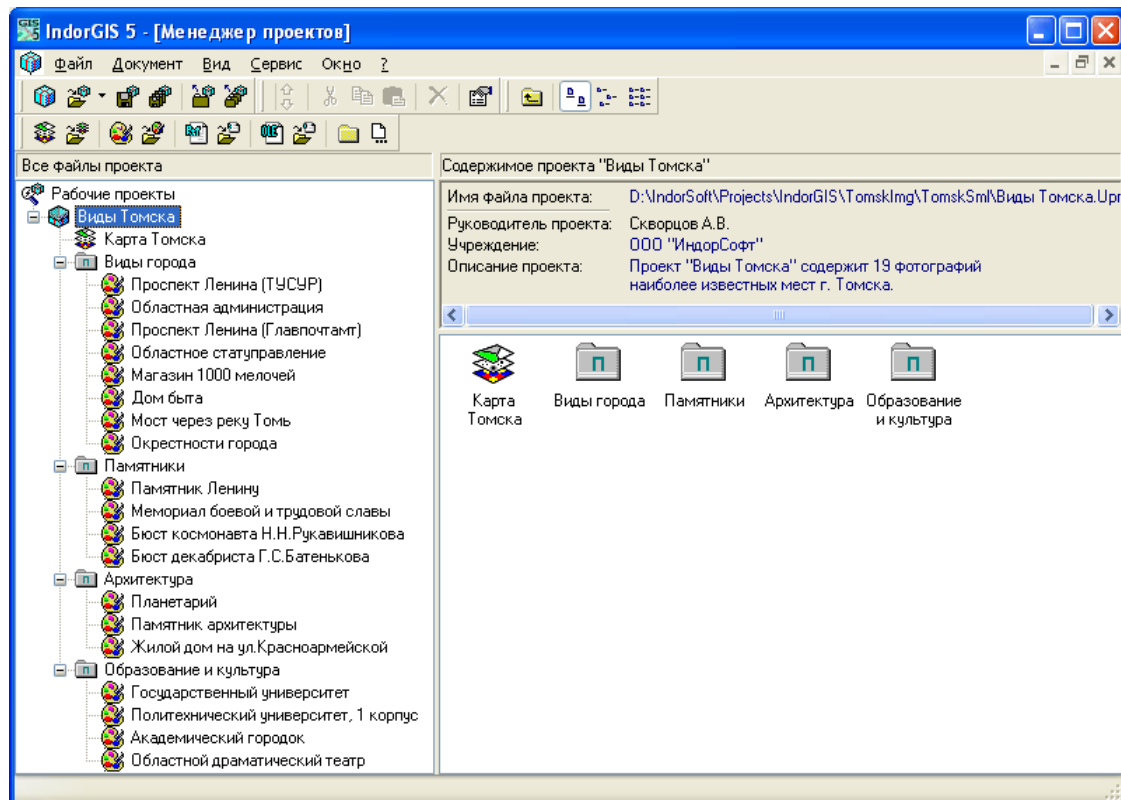 IndorGIS 5 - [Менеджер проектов]
Файл Документ Вид Сервис Окно ?
Все файлы проекта
Рабочие проекты
Виды Томска
Карта Томска
Виды города
Проспект Ленина (ТУСУР)
Областная администрация
Проспект Ленина (Главпочтамт)
Областное статуправление
Магазин 1000 мелочей
Дом быта
Мост через реку Томь
Окрестности города
Памятники
Памятник Ленину
Мемориал боевой и трудовой славы
Бюст космонавта Н.Н.Рукавишникова
Бюст декабриста Г.С.Батенькова
Архитектура
Планетарий
Памятник архитектуры
Жилой дом на ул.Красноармейской
Образование и культура
Государственный университет
Политехнический университет, 1 корпус
Академический городок
Областной драматический театр
Содержимое проекта "Виды Томска"
Имя файла проекта: D:\IndorSoft\Projects\IndorGIS\TomskImg\TomskSml\Виды Томска.Upr
Руководитель проекта: Скворцов А.В.
Учреждение: ООО "ИндорСофт"
Описание проекта: Проект "Виды Томска" содержит 19 фотографий
наиболее известных мест г. Томска.
Карта Томска
Виды города
Памятники
Архитектура
Образование и культура